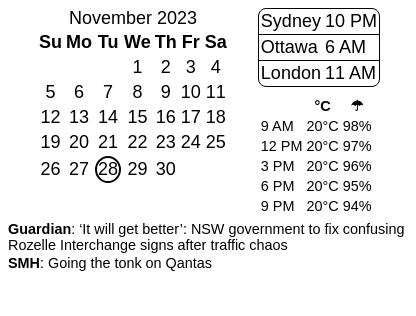 November 2023
Su Mo Tu We Th Fr Sa
1 2 3 4
5 6 7 8 9 10 11
12 13 14 15 16 17 18
19 20 21 22 23 24 25
26 27 28 29 30
Sydney 10 PM
Ottawa 6 AM
London 11 AM
°C ☂
9 AM 20°C 98%
12 PM 20°C 97%
3 PM 20°C 96%
6 PM 20°C 95%
9 PM 20°C 94%
Guardian: ‘It will get better’: NSW government to fix confusing
Rozelle Interchange signs after traffic chaos
SMH: Going the tonk on Qantas